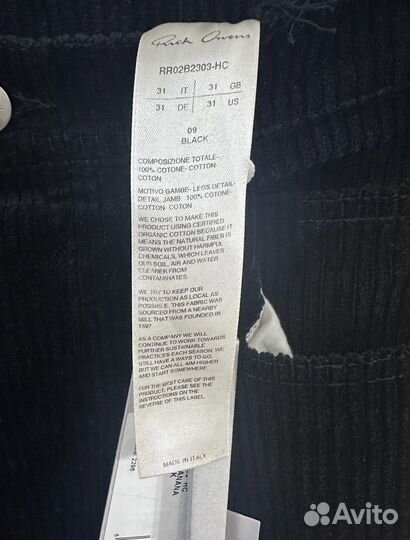 Rick Owens
RR02B2303-HC
31 IT 31 GB
31 DE 31 US
09
BLACK
COMPOSIZIONE TOTALE-
100% COTONE- COTTON-
COTON
MOTIVO GAMBE- LEGS DETAIL-
DETAIL JAMB 100% COTONE-
COTTON- COTON
WE CHOSE TO MAKE THIS
PRODUCT USING CERTIFIED
ORGANIC COTTON BECAUSE IT
MEANS THE NATURAL FIBER IS
GROWN WITHOUT HARMFUL
CHEMICALS, WHICH LEAVES
OUR SOIL, AIR AND WATER
CLEANER FROM
CONTAMINATES.
WE TRY TO KEEP OUR
PRODUCTION AS LOCAL AS
POSSIBLE. THIS FABRIC WAS
SOURCED FROM A NEARBY
MILL THAT WAS FOUNDED IN
1597
AS A COMPANY WE WILL
CONTINUE TO WORK TOWARDS
FURTHER SUSTAINABLE
PRACTICES EACH SEASON. WE
STILL HAVE A WAYS TO GO.
BUT WE CAN ALL AIM HIGHER
AND START SOMEWHERE.
FOR THE BEST CARE OF THIS
PRODUCT, PLEASE SEE THE
INSTRUCTIONS ON THE
REVERSE OF THIS LABEL.
MADE IN ITALY
2298
HC
Avito